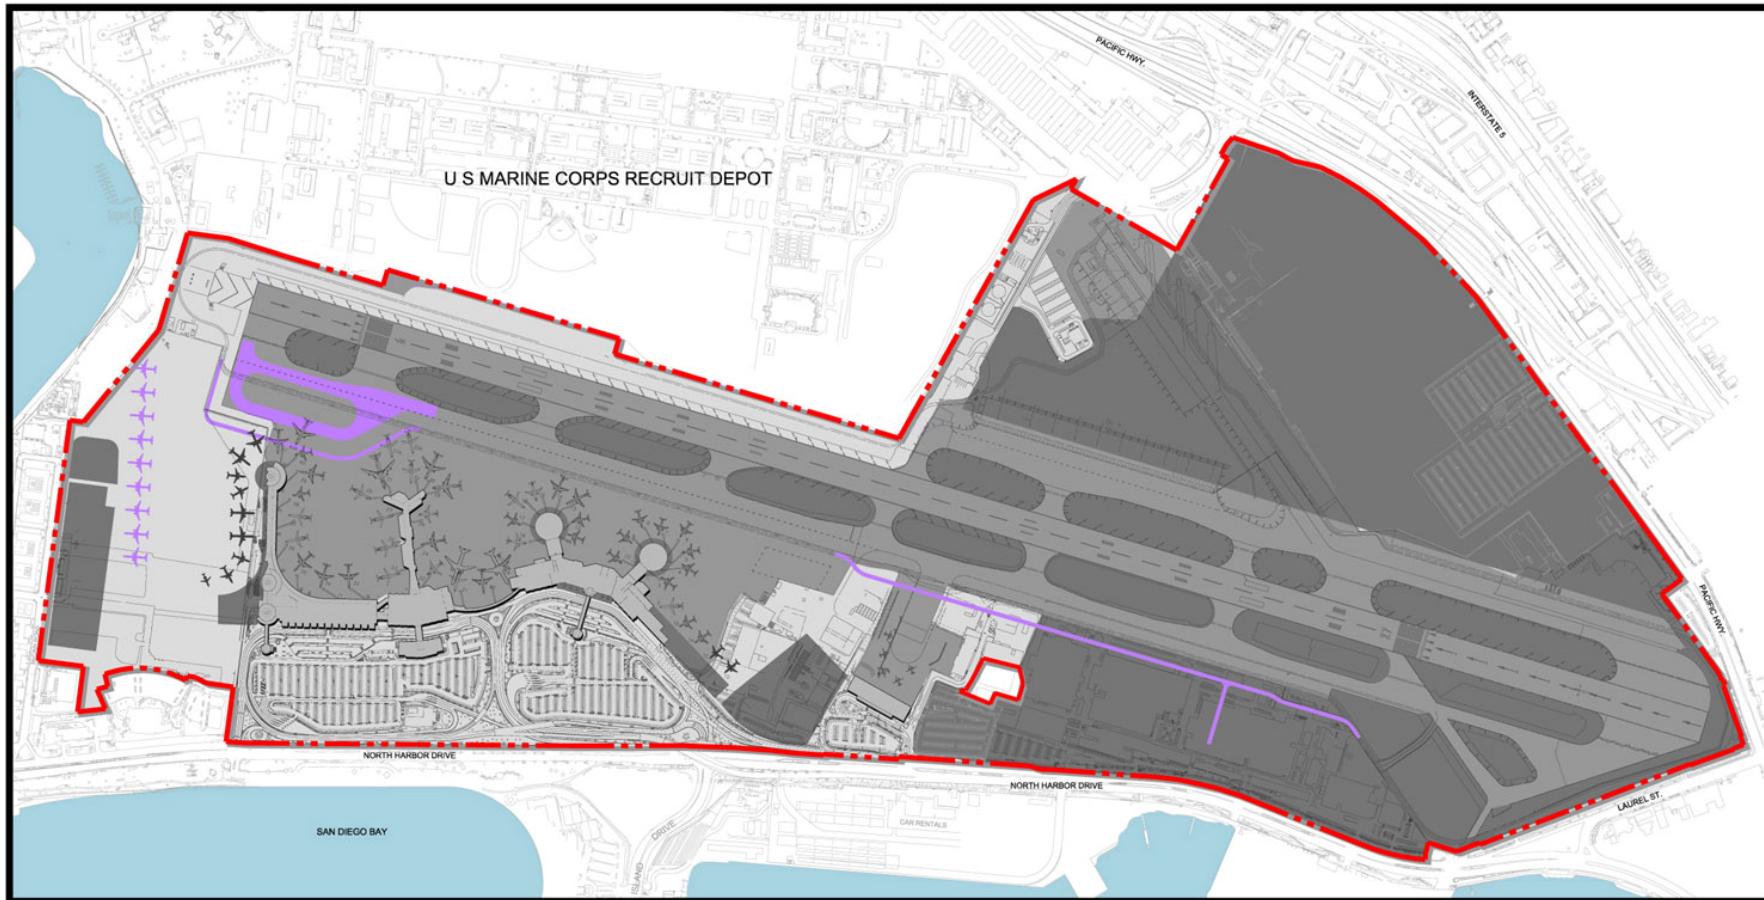 PACIFIC HWY.
INTERSTATE 5
U S MARINE CORPS RECRUIT DEPOT
PACIFIC HWY.
NORTH HARBOR DRIVE
NORTH HARBOR DRIVE
LAUREL ST.
SAN DIEGO BAY
CAR RENTALS
DRIVE
ISLAND